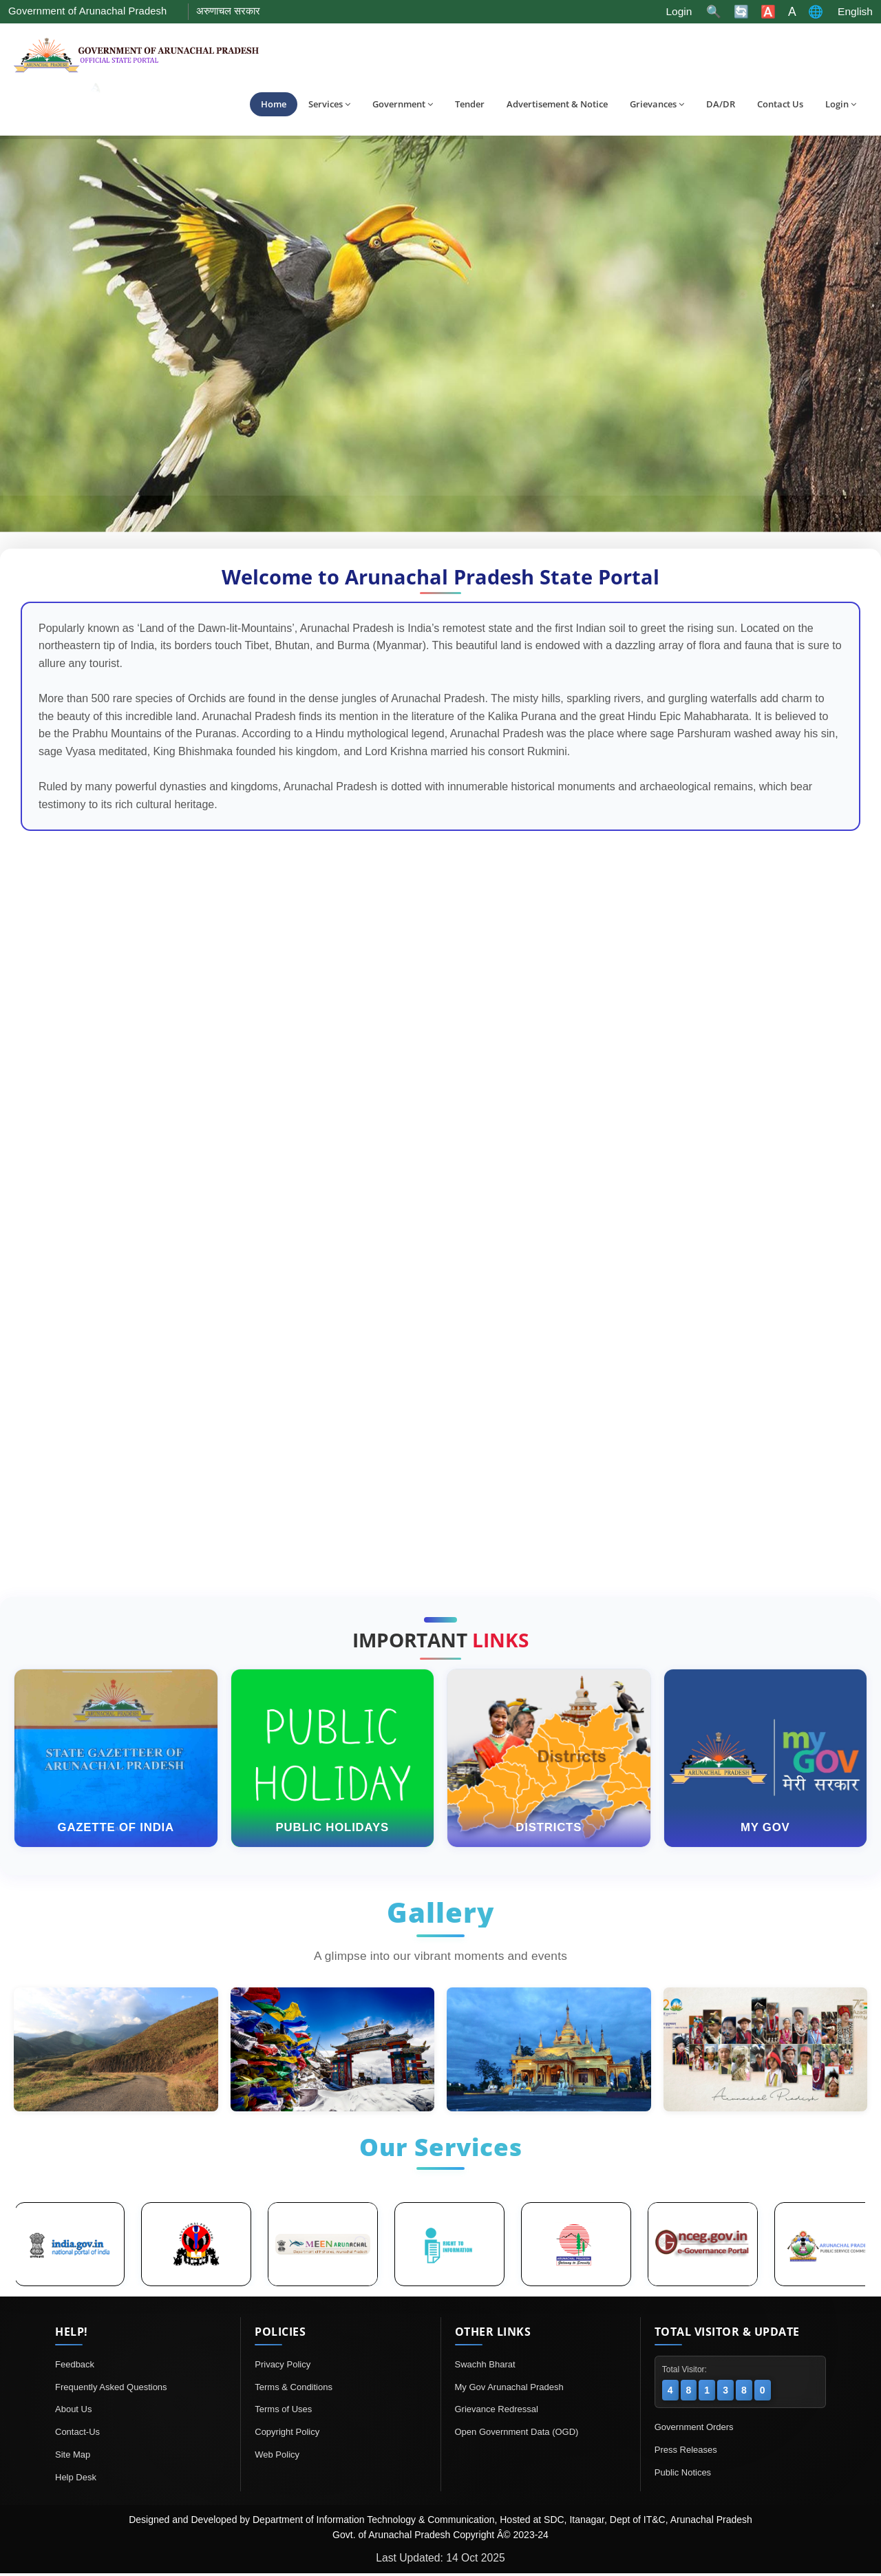 Government of Arunachal Pradesh
अरुणाचल सरकार
Login
A
A
English
GOVERNMENT OF ARUNACHAL PRADESH
OFFICIAL STATE PORTAL
Home
Services
Government
Tender
Advertisement & Notice
Grievances
DA/DR
Contact Us
Login
Welcome to Arunachal Pradesh State Portal
Popularly known as ‘Land of the Dawn-lit-Mountains’, Arunachal Pradesh is India’s remotest state and the first Indian soil to greet the rising sun. Located on the
northeastern tip of India, its borders touch Tibet, Bhutan, and Burma (Myanmar). This beautiful land is endowed with a dazzling array of flora and fauna that is sure to
allure any tourist.
More than 500 rare species of Orchids are found in the dense jungles of Arunachal Pradesh. The misty hills, sparkling rivers, and gurgling waterfalls add charm to
the beauty of this incredible land. Arunachal Pradesh finds its mention in the literature of the Kalika Purana and the great Hindu Epic Mahabharata. It is believed to
be the Prabhu Mountains of the Puranas. According to a Hindu mythological legend, Arunachal Pradesh was the place where sage Parshuram washed away his sin,
sage Vyasa meditated, King Bhishmaka founded his kingdom, and Lord Krishna married his consort Rukmini.
Ruled by many powerful dynasties and kingdoms, Arunachal Pradesh is dotted with innumerable historical monuments and archaeological remains, which bear
testimony to its rich cultural heritage.
IMPORTANT LINKS
STATE GAZETTEER OF
ARUNACHAL PRADESH
GAZETTE OF INDIA
PUBLIC
HOLIDAY
PUBLIC HOLIDAYS
Districts
DISTRICTS
ARUNACHAL PRADESH
my
GOV
मेरी सरकार
MY GOV
Gallery
A glimpse into our vibrant moments and events
Arunachal Pradesh
Our Services
india.gov.in
national portal of India
MEEN ARUNACHAL
RIGHT TO
INFORMATION
ARUNACHAL PRADESH
Gateway to Serenity
nceg.gov.in
e-Governance Portal
ARUNACHAL PRADE
PUBLIC SERVICE COMMI
HELP!
Feedback
Frequently Asked Questions
About Us
Contact-Us
Site Map
Help Desk
POLICIES
Privacy Policy
Terms & Conditions
Terms of Uses
Copyright Policy
Web Policy
OTHER LINKS
Swachh Bharat
My Gov Arunachal Pradesh
Grievance Redressal
Open Government Data (OGD)
TOTAL VISITOR & UPDATE
Total Visitor:
4 8 1 3 8 0
Government Orders
Press Releases
Public Notices
Designed and Developed by Department of Information Technology & Communication, Hosted at SDC, Itanagar, Dept of IT&C, Arunachal Pradesh
Govt. of Arunachal Pradesh Copyright Â© 2023-24
Last Updated: 14 Oct 2025